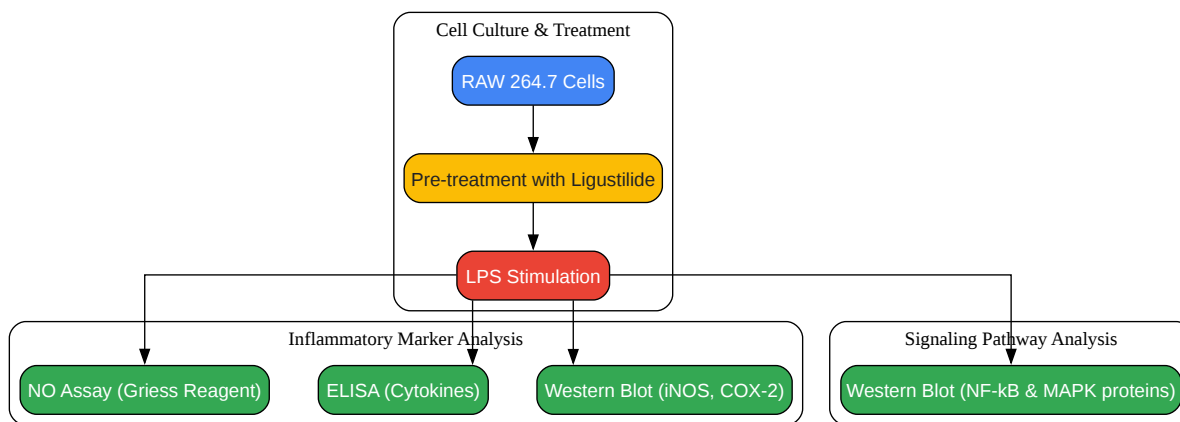 Cell Culture & Treatment
RAW 264.7 Cells
Pre-treatment with Ligustilide
LPS Stimulation
Inflammatory Marker Analysis
Signaling Pathway Analysis
NO Assay (Griess Reagent)
ELISA (Cytokines)
Western Blot (iNOS, COX-2)
Western Blot (NF-kB & MAPK proteins)